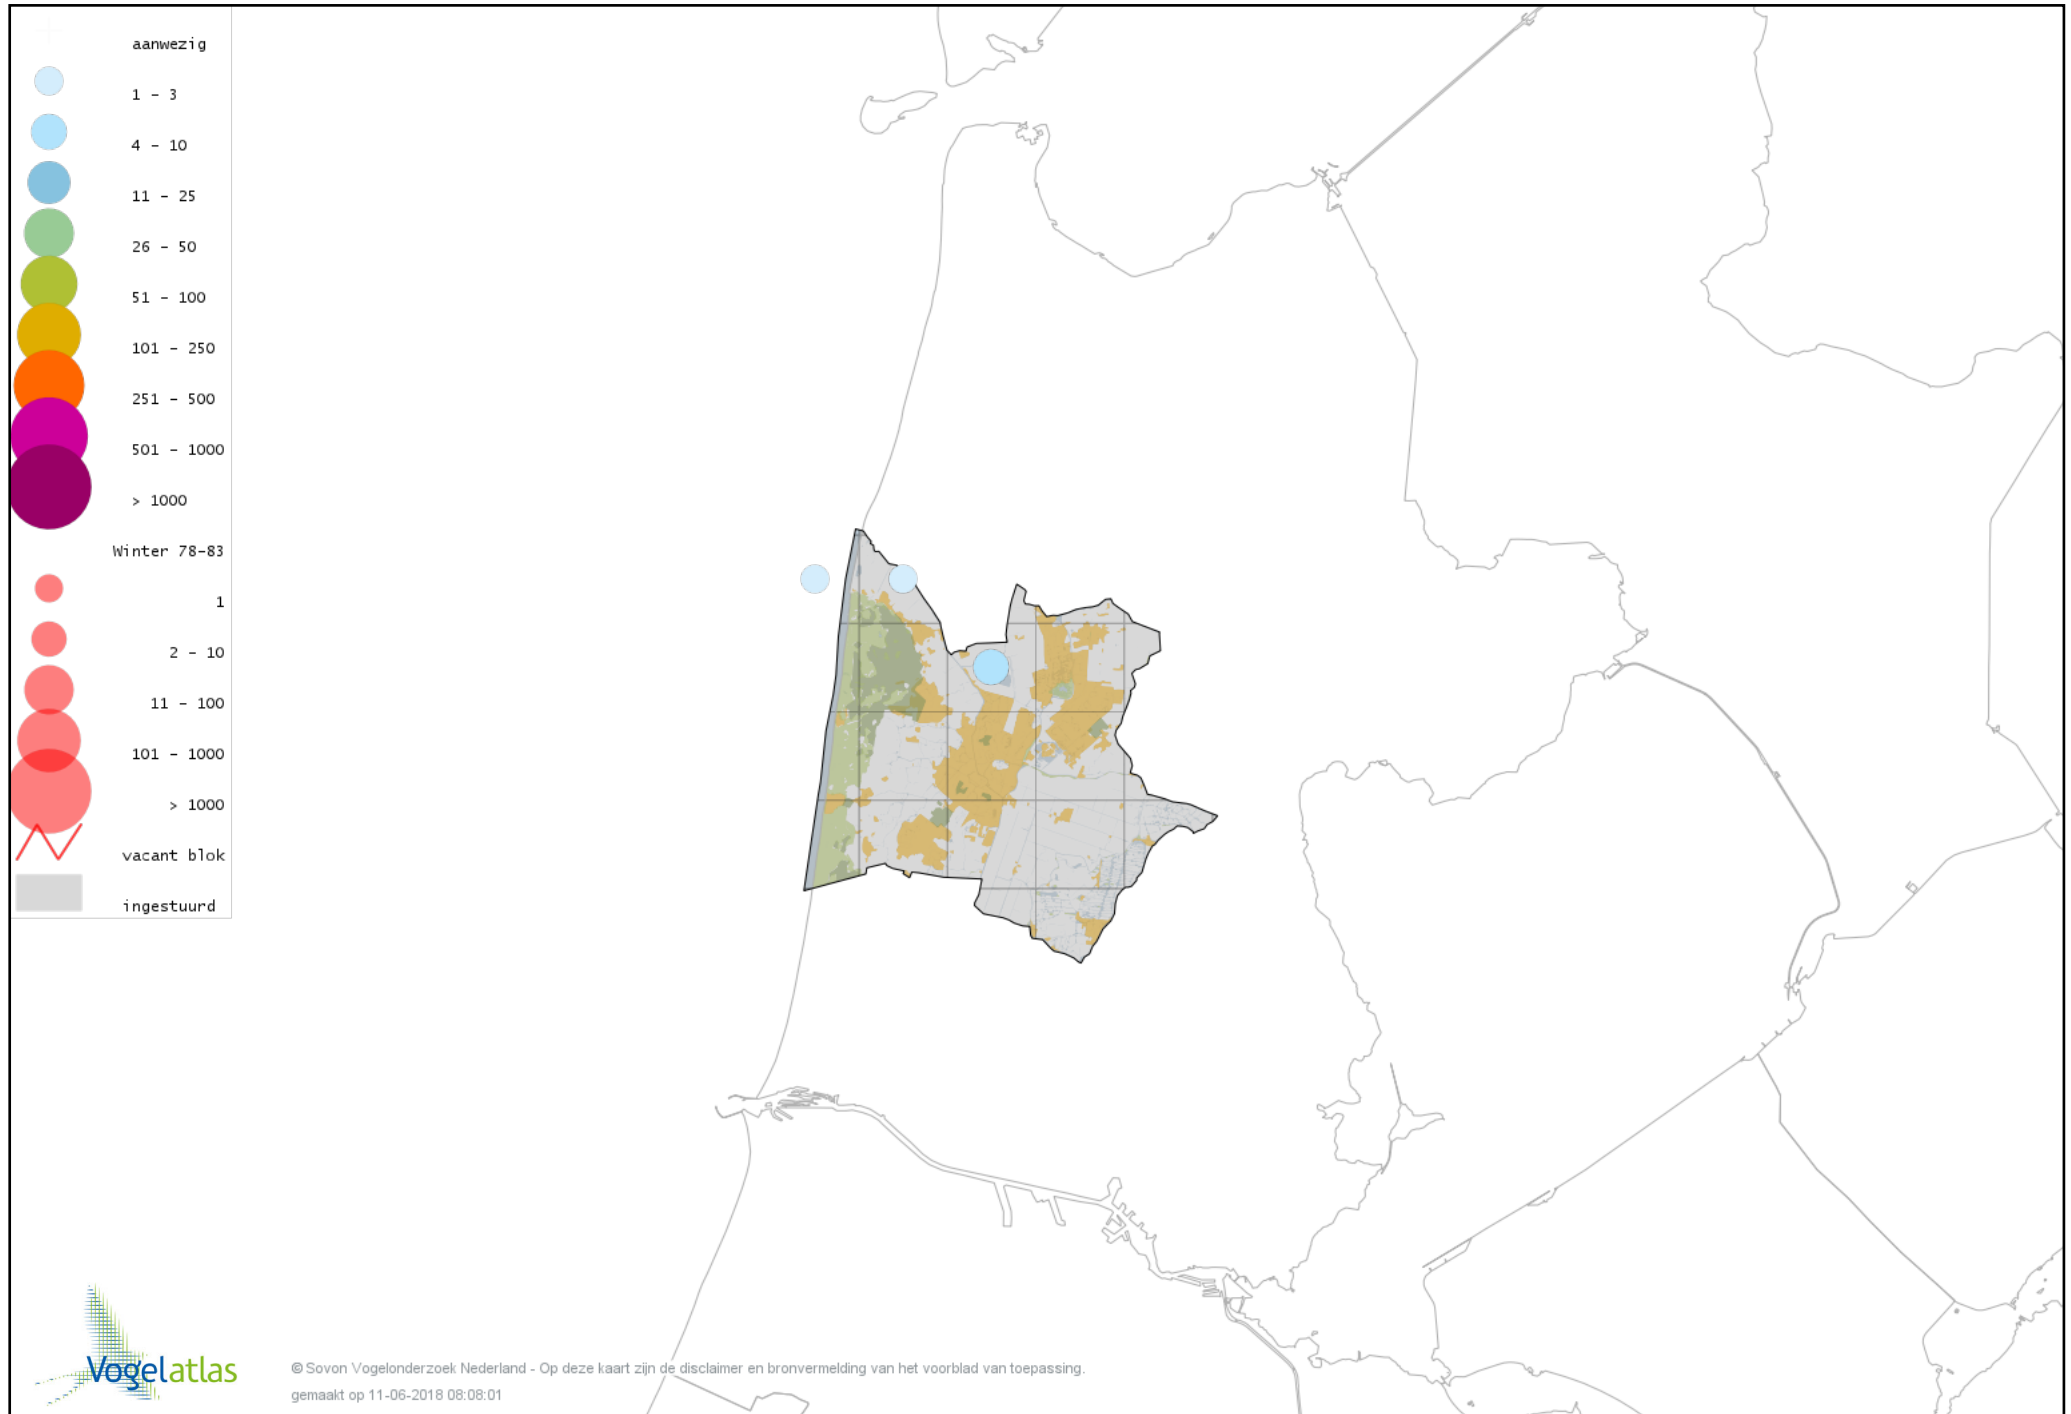 aanwezig
1 - 3
4 - 10
11 - 25
26 - 50
51 - 100
101 - 250
251 - 500
501 - 1000
> 1000
Winter 78-83
1
2 - 10
11 - 100
101 - 1000
> 1000
vacant blok
ingestuurd
Vogelatlas
© Sovon Vogelonderzoek Nederland - Op deze kaart zijn de disclaimer en bronvermelding van het voorblad van toepassing.
gemaakt op 11-06-2018 08:08:01